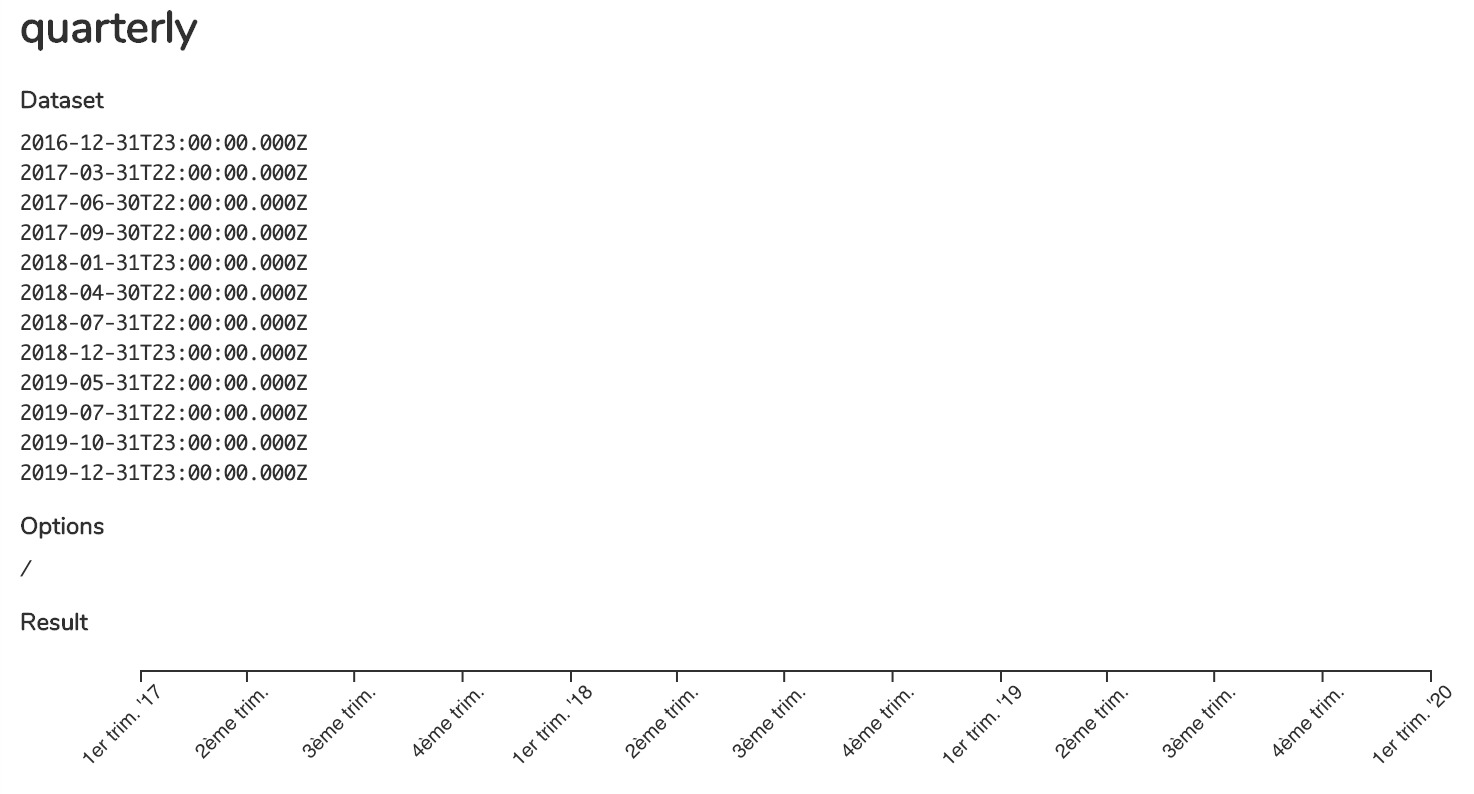 quarterly
Dataset
2016-12-31T23:00:00.000Z
2017-03-31T22:00:00.000Z
2017-06-30T22:00:00.000Z
2017-09-30T22:00:00.000Z
2018-01-31T23:00:00.000Z
2018-04-30T22:00:00.000Z
2018-07-31T22:00:00.000Z
2018-12-31T23:00:00.000Z
2019-05-31T22:00:00.000Z
2019-07-31T22:00:00.000Z
2019-10-31T23:00:00.000Z
2019-12-31T23:00:00.000Z
Options
/
Result
1er trim. '17
2ème trim.
3ème trim.
4ème trim.
1er trim. '18
2ème trim.
3ème trim.
4ème trim.
1er trim. '19
2ème trim.
3ème trim.
4ème trim.
1er trim. '20